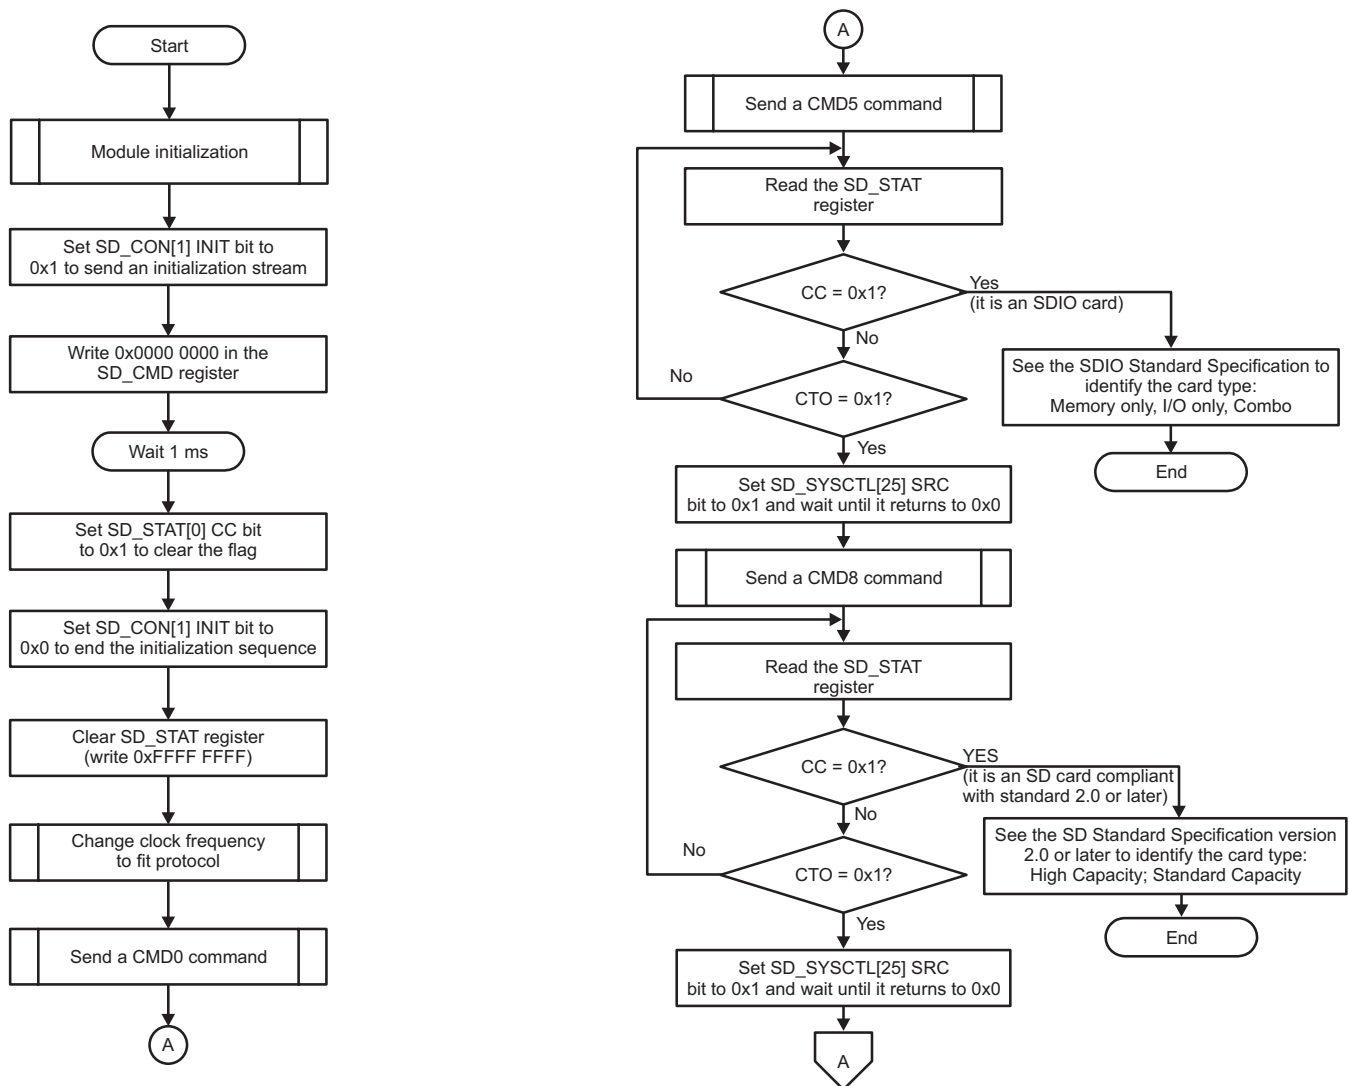 Start
Module initialization
Set SD_CON[1] INIT bit to
0x1 to send an initialization stream
Write 0x0000 0000 in the
SD_CMD register
Wait 1 ms
Set SD_STAT[0] CC bit
to 0x1 to clear the flag
Set SD_CON[1] INIT bit to
0x0 to end the initialization sequence
Clear SD_STAT register
(write 0xFFFF FFFF)
Change clock frequency
to fit protocol
Send a CMD0 command
A
A
Send a CMD5 command
Read the SD_STAT
register
CC = 0x1?
Yes
(it is an SDIO card)
No
See the SDIO Standard Specification to
identify the card type:
Memory only, I/O only, Combo
End
No
CTO = 0x1?
Yes
Set SD_SYSCTL[25] SRC
bit to 0x1 and wait until it returns to 0x0
Send a CMD8 command
Read the SD_STAT
register
CC = 0x1?
YES
(it is an SD card compliant
with standard 2.0 or later)
No
See the SD Standard Specification version
2.0 or later to identify the card type:
High Capacity; Standard Capacity
End
No
CTO = 0x1?
Yes
Set SD_SYSCTL[25] SRC
bit to 0x1 and wait until it returns to 0x0
A